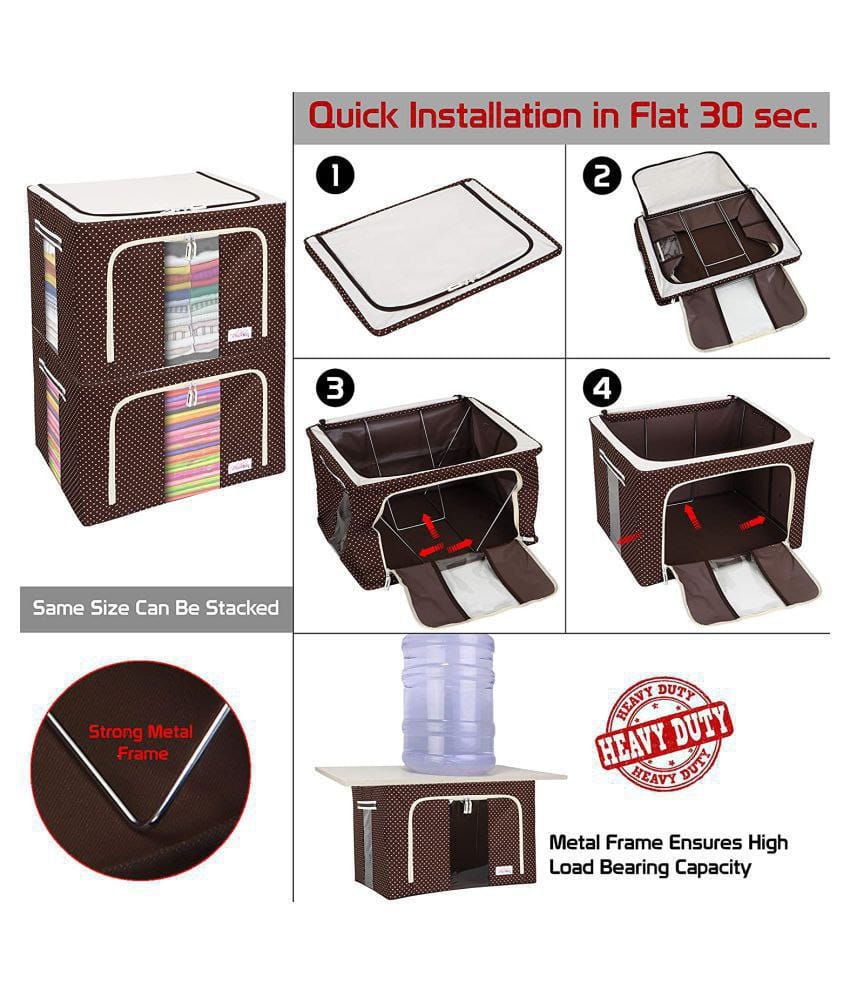 Quick Installation in Flat 30 sec.
1
2
3
4
Same Size Can Be Stacked
Strong Metal
Frame
HEAVY DUTY
HEAVY DUTY
HEAVY DUTY
Metal Frame Ensures High
Load Bearing Capacity